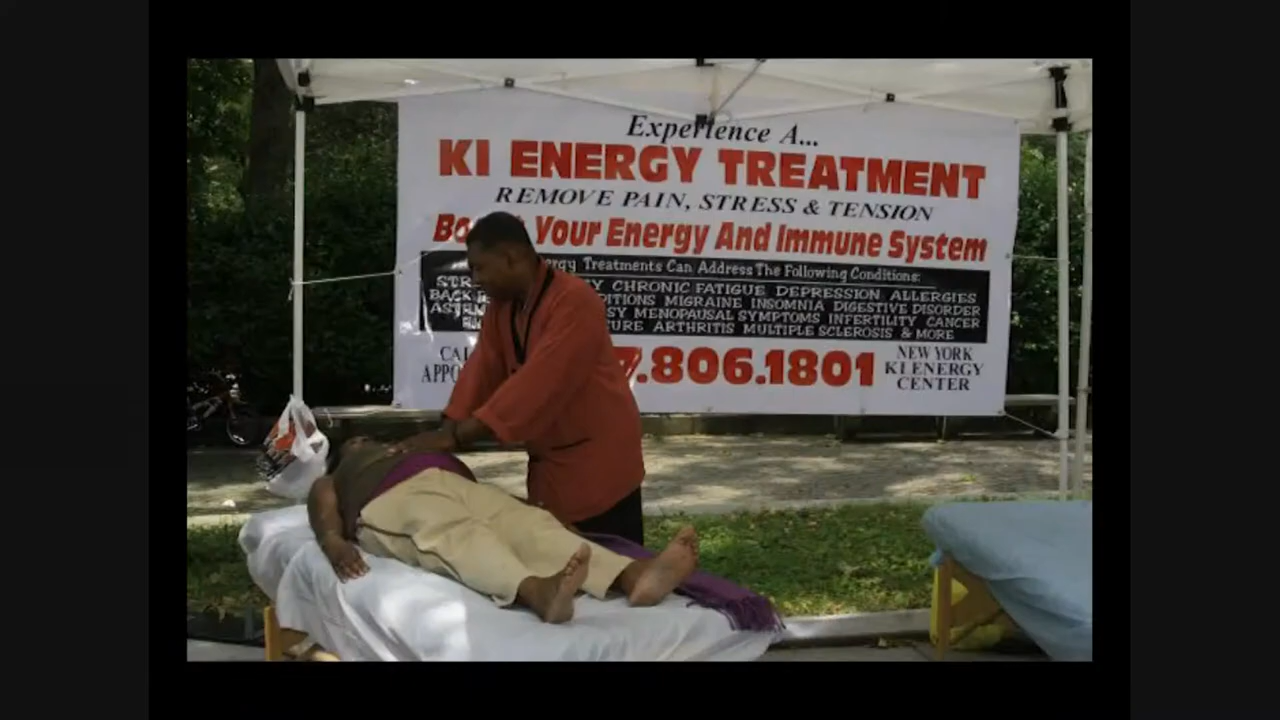 Experience A...
KI ENERGY TREATMENT
REMOVE PAIN, STRESS & TENSION
Your Energy And Immune System
Treatments Can Address The Following Conditions:
CHRONIC FATIGUE DEPRESSION ALLERGIES
MIGRAINE INSOMNIA DIGESTIVE DISORDER
MENOPAUSAL SYMPTOMS INFERTILITY CANCER
ARTHRITIS MULTIPLE SCLEROSIS & MORE
.806.1801
NEW YORK
KI ENERGY
CENTER